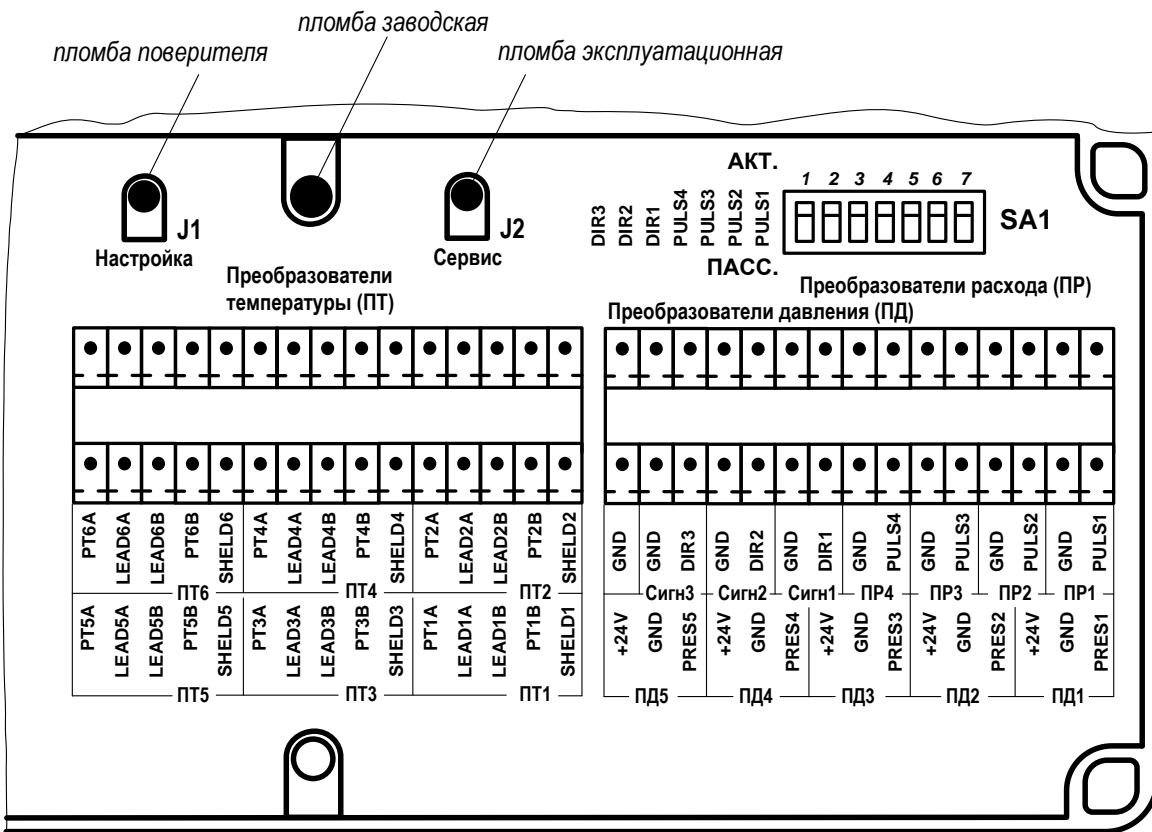 пломба заводская
пломба поверителя
пломба эксплуатационная
АКТ.
1 2 3 4 5 6 7
DIR3
DIR2
DIR1
PULS4
PULS3
PULS2
PULS1
SA1
ПАСС.
J1
Настройка
J2
Сервис
Преобразователи
температуры (ПТ)
Преобразователи расхода (ПР)
Преобразователи давления (ПД)
PT6A
LEAD6A
LEAD6B
PT6B
SHELD6
PT4A
LEAD4A
LEAD4B
PT4B
SHELD4
PT2A
LEAD2A
LEAD2B
PT2B
SHELD2
ПТ6 ПТ4 ПТ2
PT5A
LEAD5A
LEAD5B
PT5B
SHELD5
PT3A
LEAD3A
LEAD3B
PT3B
SHELD3
PT1A
LEAD1A
LEAD1B
PT1B
SHELD1
ПТ5 ПТ3 ПТ1
GND
GND
DIR3
GND
DIR2
GND
DIR1
GND
PULS4
GND
PULS3
GND
PULS2
GND
PULS1
Сигн3 Сигн2 Сигн1 ПР4 ПР3 ПР2 ПР1
+24V
GND
PRES5
+24V
GND
PRES4
+24V
GND
PRES3
+24V
GND
PRES2
+24V
GND
PRES1
ПД5 ПД4 ПД3 ПД2 ПД1